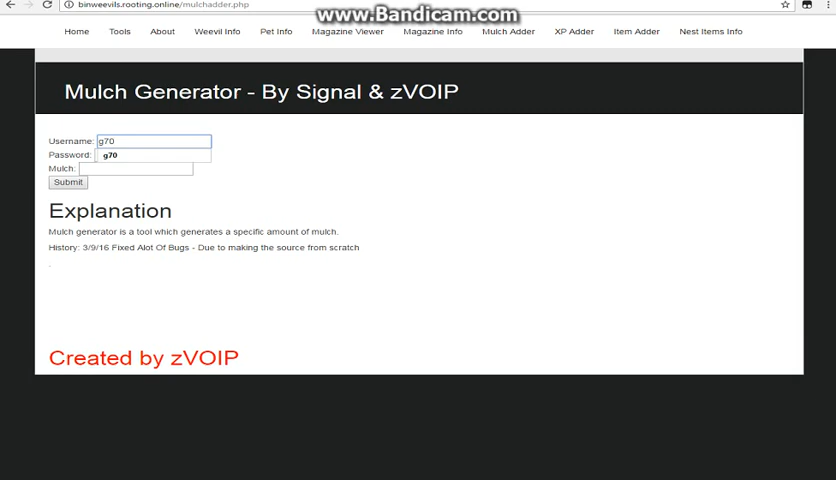 binweevils.rooting.online/mulchadder.php
www.Bandicam.com
Home Tools About Weevil Info Pet Info Magazine Viewer Magazine Info Mulch Adder XP Adder Item Adder Nest Items Info
Mulch Generator - By Signal & zVOIP
Username: g70
Password: g70
Mulch:
Submit
Explanation
Mulch generator is a tool which generates a specific amount of mulch.
History: 3/9/16 Fixed Alot Of Bugs - Due to making the source from scratch
.
Created by zVOIP